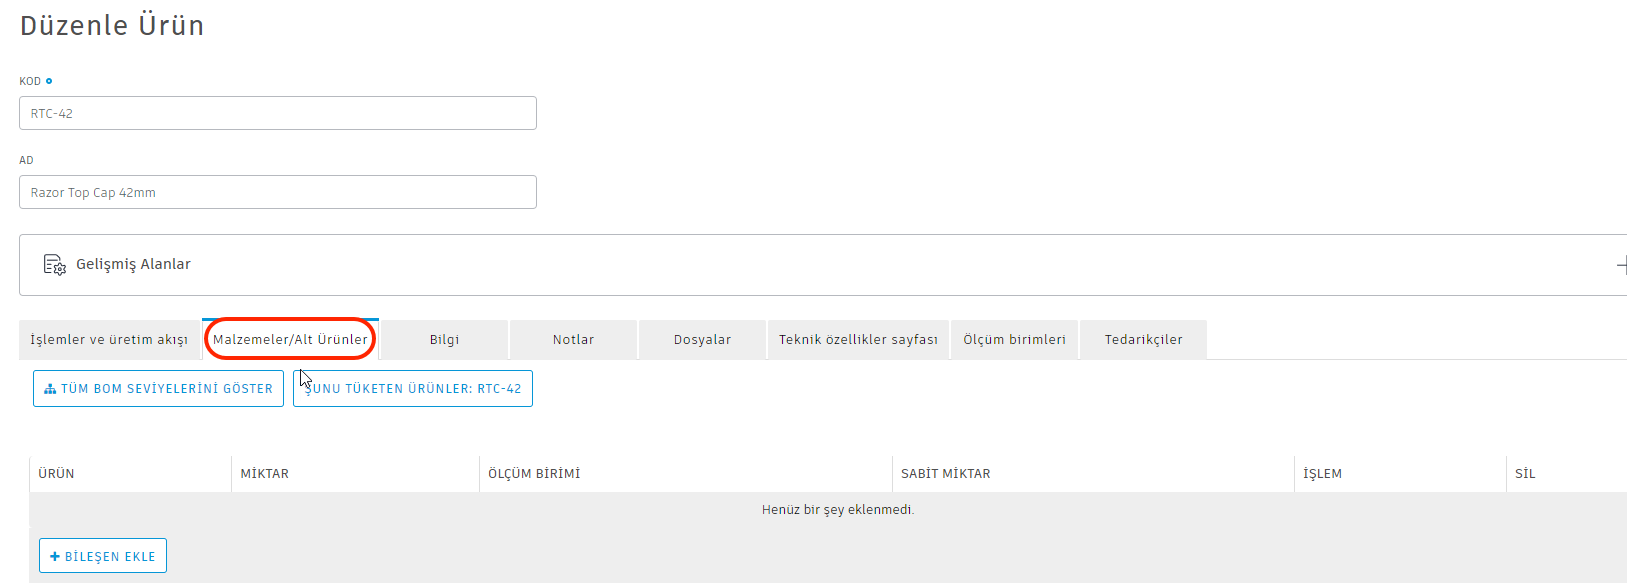 Düzenle Ürün
KOD
RTC-42
AD
Razor Top Cap 42mm
Gelişmiş Alanlar
İşlemler ve üretim akışı Malzemeler/Alt Ürünler Bilgi Notlar Dosyalar Teknik özellikler sayfası Ölçüm birimleri Tedarikçiler
TÜM BOM SEVİYELERİNİ GÖSTER ŞUNU TÜKETEN ÜRÜNLER: RTC-42
ÜRÜN MİKTAR ÖLÇÜM BİRİMİ SABİT MİKTAR İŞLEM SİL
Henüz bir şey eklenmedi.
+ BİLEŞEN EKLE